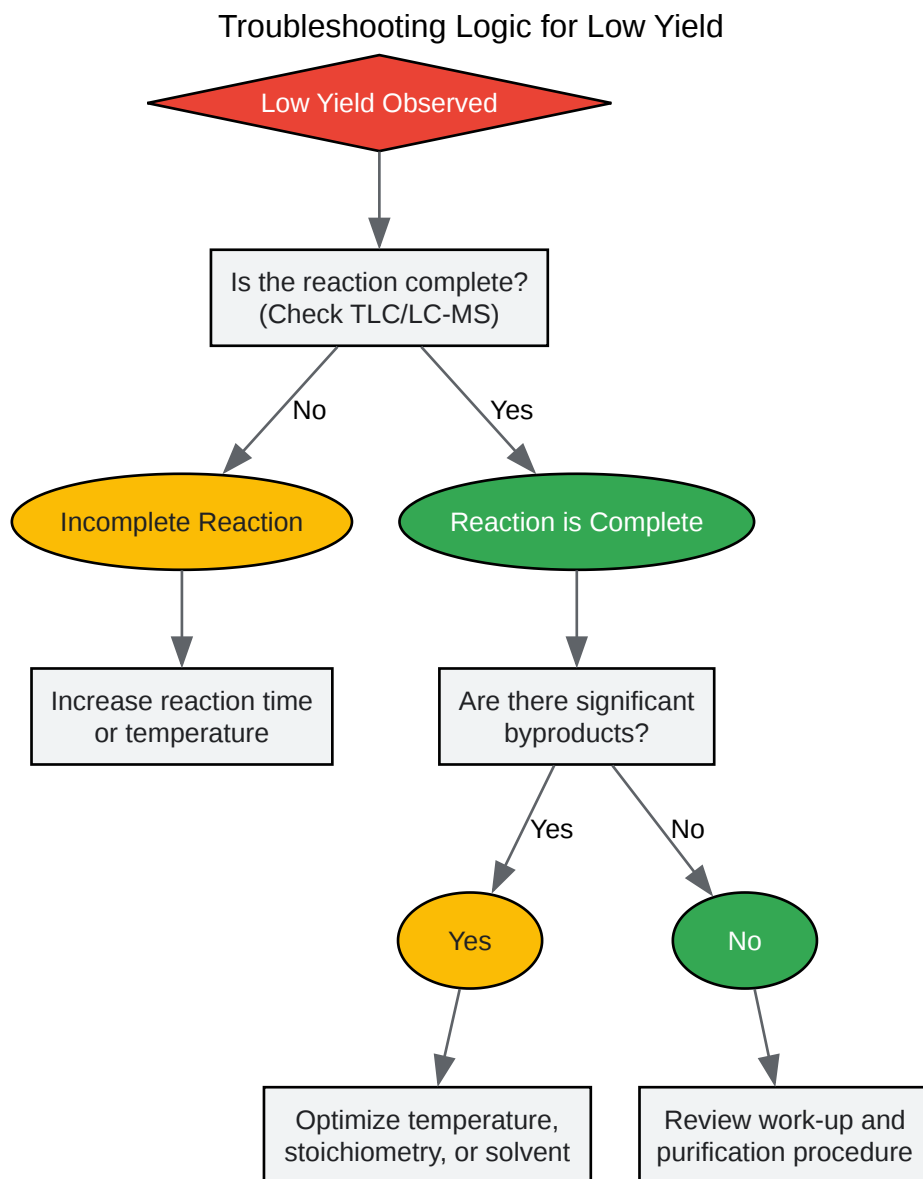 Troubleshooting Logic for Low Yield
Low Yield Observed
Is the reaction complete?
(Check TLC/LC-MS)
No
Yes
Incomplete Reaction
Reaction is Complete
Increase reaction time
or temperature
Are there significant
byproducts?
Yes
No
Yes
No
Optimize temperature,
stoichiometry, or solvent
Review work-up and
purification procedure